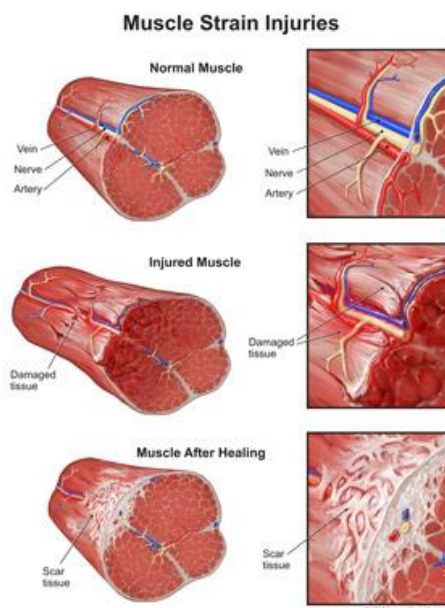 Muscle Strain Injuries
Normal Muscle
Vein
Nerve
Artery
Vein
Nerve
Artery
Injured Muscle
Damaged
tissue
Damaged
tissue
Muscle After Healing
Scar
tissue
Scar
tissue